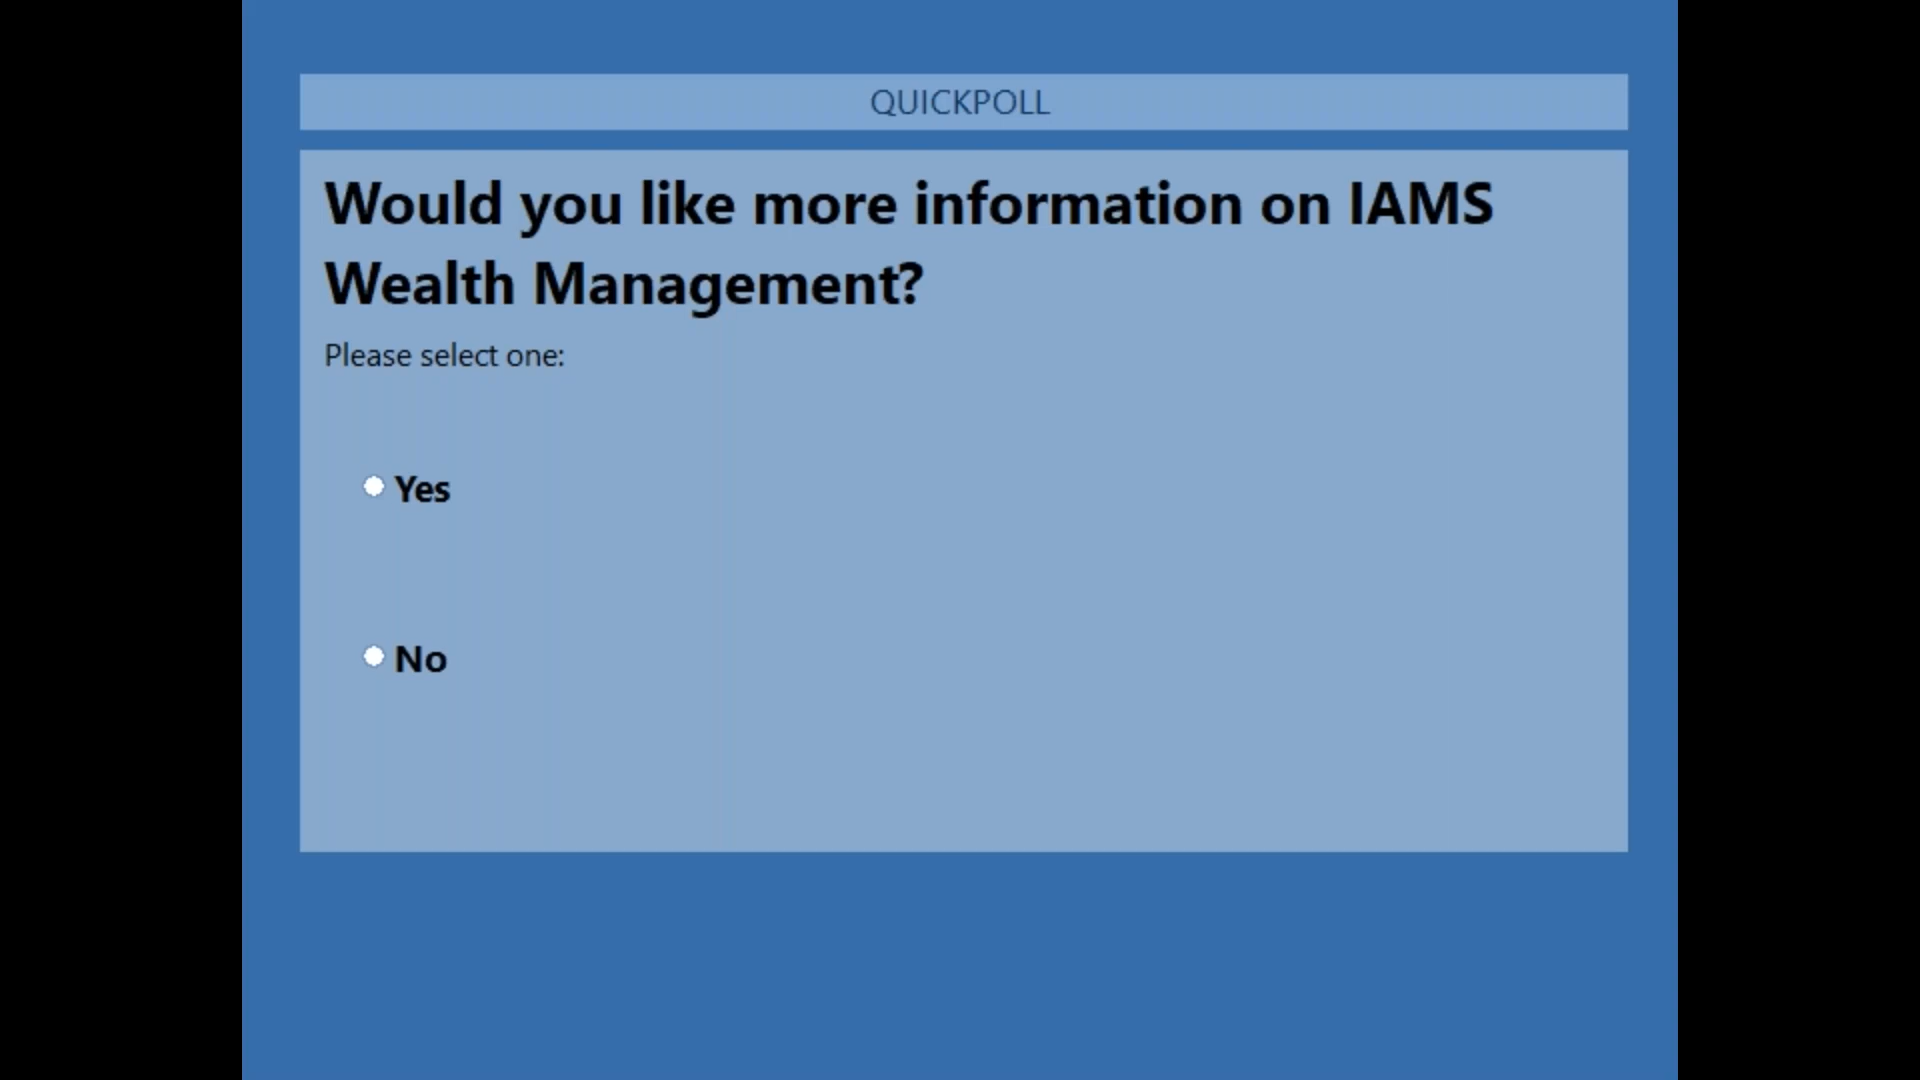 QUICKPOLL
Would you like more information on IAMS
Wealth Management?
Please select one:
Yes
No